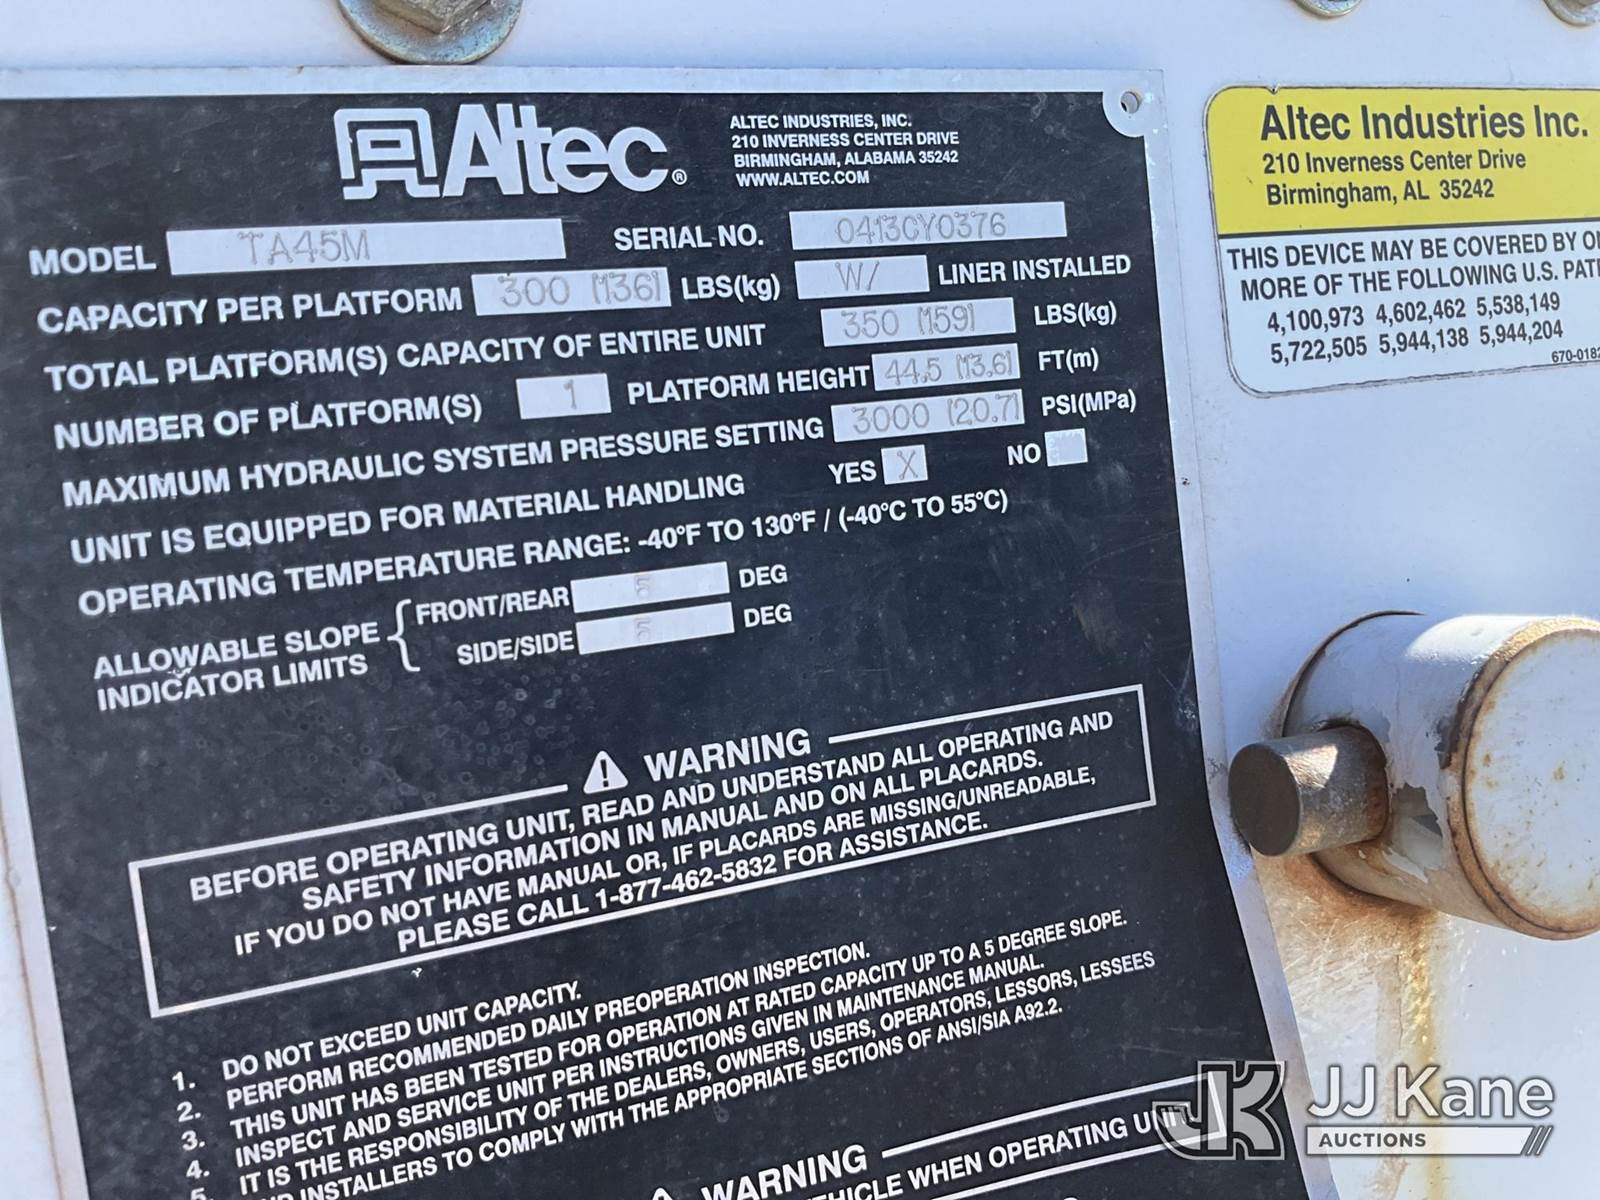 Altec®
ALTEC INDUSTRIES, INC.
210 INVERNESS CENTER DRIVE
BIRMINGHAM, ALABAMA 35242
WWW.ALTEC.COM
MODEL TA45M SERIAL NO. 0413CY0376
CAPACITY PER PLATFORM 300 [136] LBS(kg) W/ LINER INSTALLED
TOTAL PLATFORM(S) CAPACITY OF ENTIRE UNIT 350 [159] LBS(kg)
NUMBER OF PLATFORM(S) 1 PLATFORM HEIGHT 44.5 [13.6] FT(m)
MAXIMUM HYDRAULIC SYSTEM PRESSURE SETTING 3000 [20.7] PSI(MPa)
UNIT IS EQUIPPED FOR MATERIAL HANDLING YES X NO
OPERATING TEMPERATURE RANGE: -40°F TO 130°F / (-40°C TO 55°C)
ALLOWABLE SLOPE
INDICATOR LIMITS
FRONT/REAR 5 DEG
SIDE/SIDE 5 DEG
WARNING
BEFORE OPERATING UNIT, READ AND UNDERSTAND ALL OPERATING AND
SAFETY INFORMATION IN MANUAL AND ON ALL PLACARDS.
IF YOU DO NOT HAVE MANUAL OR, IF PLACARDS ARE MISSING/UNREADABLE,
PLEASE CALL 1-877-462-5832 FOR ASSISTANCE.
1. DO NOT EXCEED UNIT CAPACITY.
2. PERFORM RECOMMENDED DAILY PREOPERATION INSPECTION.
3. THIS UNIT HAS BEEN TESTED FOR OPERATION AT RATED CAPACITY UP TO A 5 DEGREE SLOPE.
4. INSPECT AND SERVICE UNIT PER INSTRUCTIONS GIVEN IN MAINTENANCE MANUAL.
5. IT IS THE RESPONSIBILITY OF THE DEALERS, OWNERS, USERS, OPERATORS, LESSORS, LESSEES
INSTALLERS TO COMPLY WITH THE APPROPRIATE SECTIONS OF ANSI/SIA A92.2.
WARNING
VEHICLE WHEN OPERATING UNIT
Altec Industries Inc.
210 Inverness Center Drive
Birmingham, AL 35242
THIS DEVICE MAY BE COVERED BY
MORE OF THE FOLLOWING U.S.
4,100,973 4,602,462 5,538,149
5,722,505 5,944,138 5,944,204
JK JJ Kane
AUCTIONS